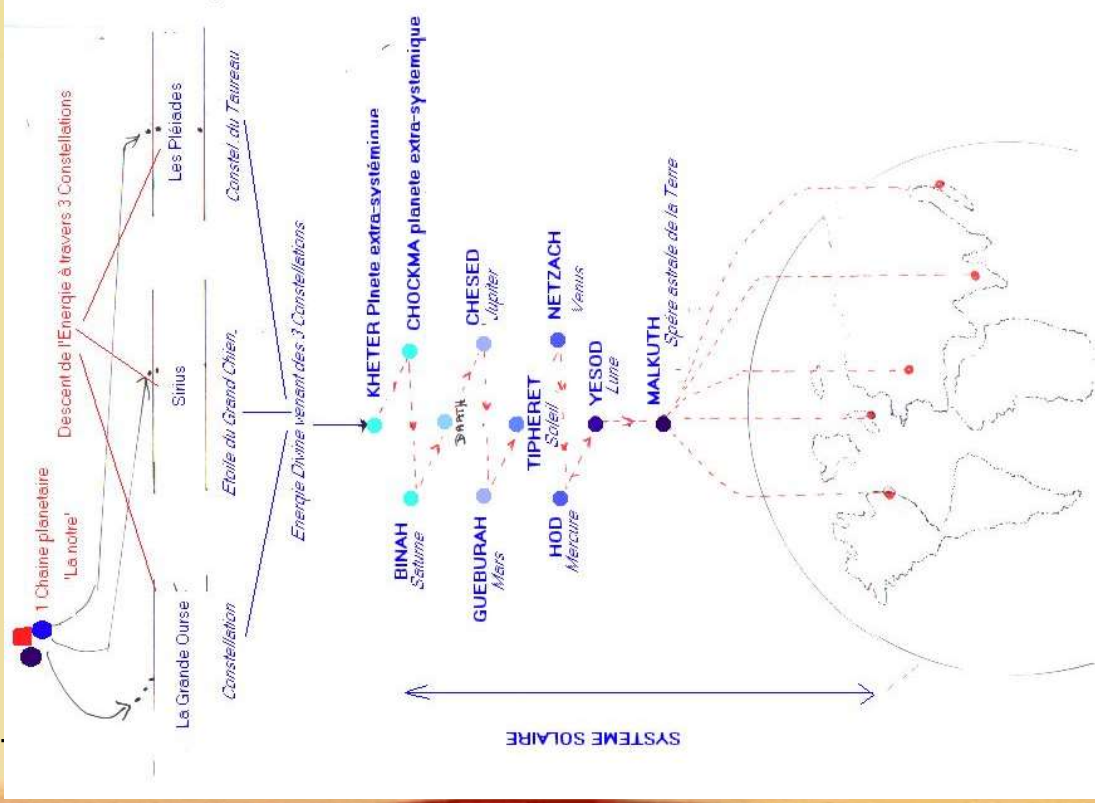 1 Chaine planetaire
'La notre'
Descent de l'Energie à travers 3 Constellations
La Grande Ourse
Sirius
Les Pléiades
Constellation
Etoile du Grand Chien.
Constel. du Taureau
Energie Divine venant des 3 Constellations
KHETER Plnete extra-systémique
CHOCKMA planete extra-systemique
BINAH
Saturne
DAATH
CHESED
Jupiter
GUEBURAH
Mars
TIPHERET
Soleil
HOD
Mercure
NETZACH
Venus
YESOD
Lune
MALKUTH
Spére astrale de la Terre
SYSTEME SOLAIRE